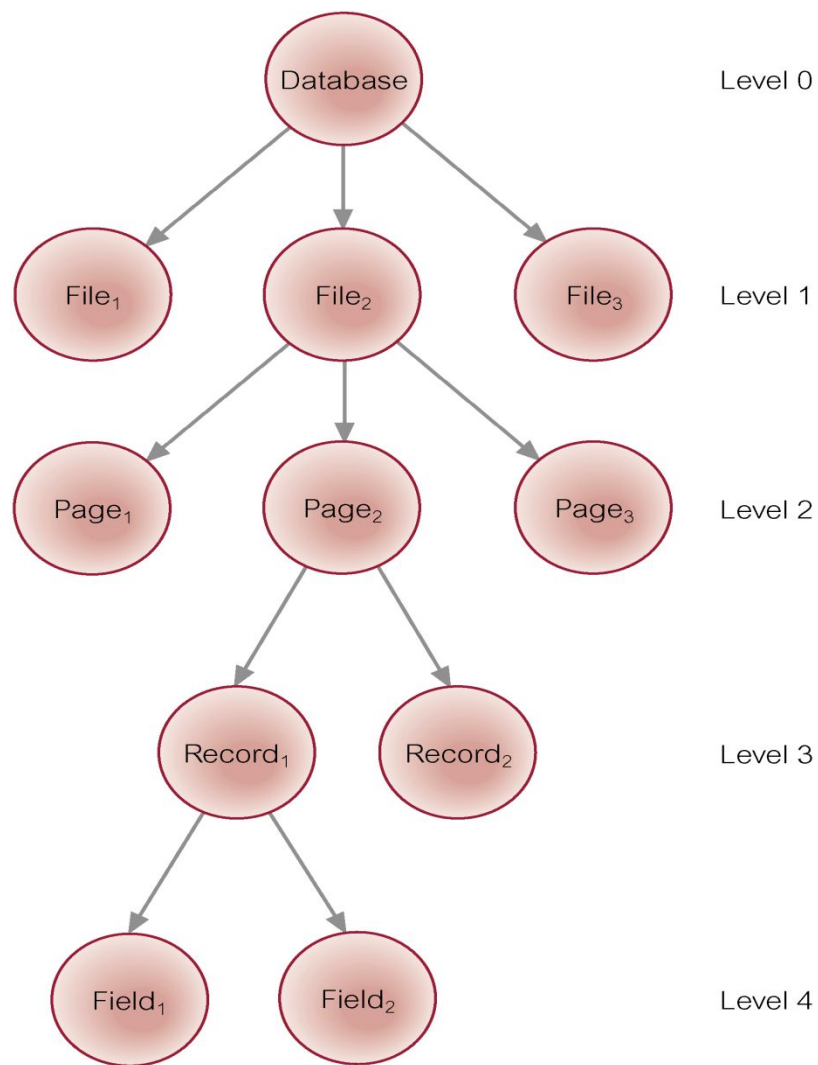 Database Level 0
File₁ File₂ File₃ Level 1
Page₁ Page₂ Page₃ Level 2
Record₁ Record₂ Level 3
Field₁ Field₂ Level 4